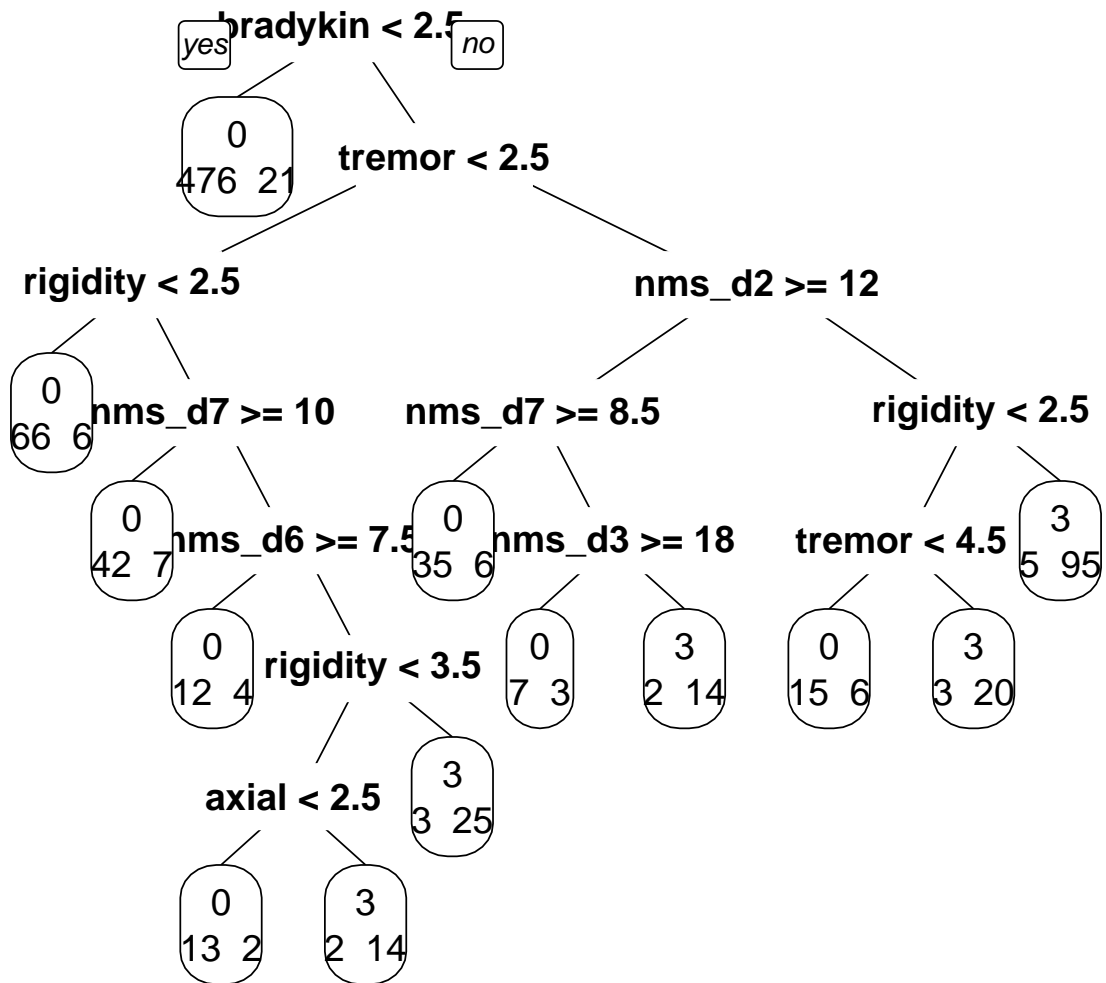 bradykin < 2.5
yes
no
0
476 21
tremor < 2.5
rigidity < 2.5
nms_d2 >= 12
0
66 6
nms_d7 >= 10
nms_d7 >= 8.5
rigidity < 2.5
0
42 7
nms_d6 >= 7.5
0
35 6
nms_d3 >= 18
tremor < 4.5
3
5 95
0
12 4
rigidity < 3.5
0
7 3
3
2 14
0
15 6
3
3 20
axial < 2.5
3
3 25
0
13 2
3
2 14